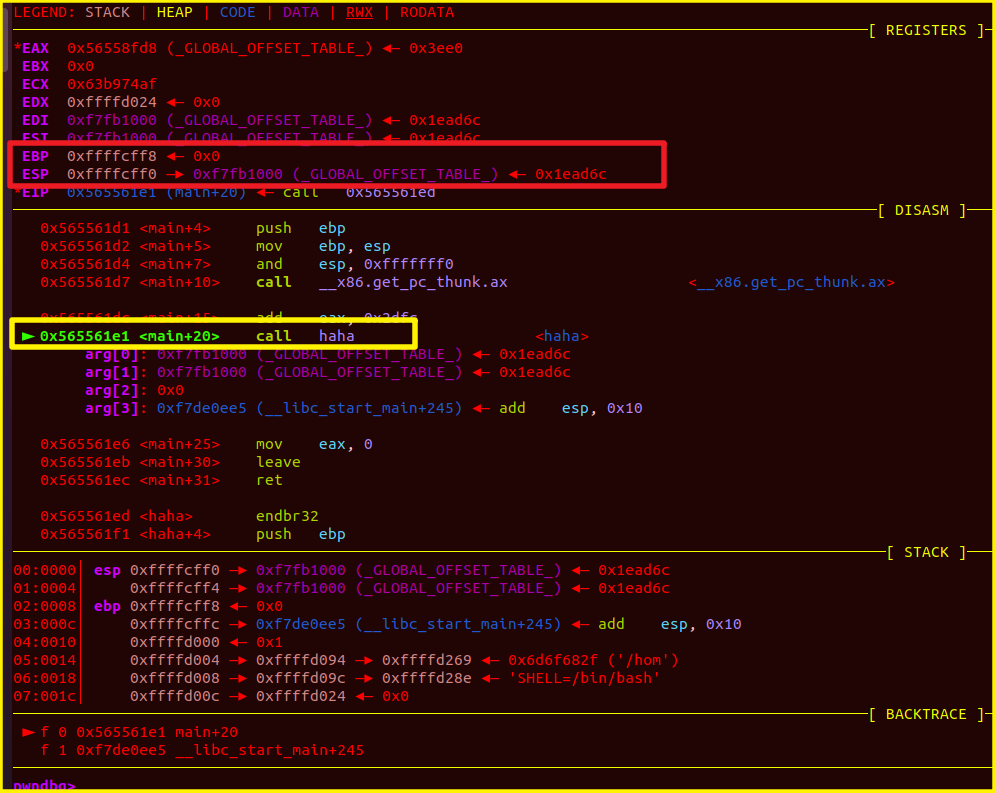 LEGEND: STACK | HEAP | CODE | DATA | RWX | RODATA
[ REGISTERS ]
*EAX 0x56558fd8 (_GLOBAL_OFFSET_TABLE_) ◂— 0x3ee0
EBX 0x0
ECX 0x63b974af
EDX 0xffffd024 ◂— 0x0
EDI 0xf7fb1000 (_GLOBAL_OFFSET_TABLE_) ◂— 0x1ead6c
ESI 0xf7fb1000 (_GLOBAL_OFFSET_TABLE_) ◂— 0x1ead6c
EBP 0xffffcff8 ◂— 0x0
ESP 0xffffcff0 —▸ 0xf7fb1000 (_GLOBAL_OFFSET_TABLE_) ◂— 0x1ead6c
*EIP 0x565561e1 (main+20) ◂— call 0x565561ed
[ DISASM ]
0x565561d1 <main+4> push ebp
0x565561d2 <main+5> mov ebp, esp
0x565561d4 <main+7> and esp, 0xfffffff0
0x565561d7 <main+10> call __x86.get_pc_thunk.ax <__x86.get_pc_thunk.ax>
0x565561dc <main+15> add eax, 0x2dfc
► 0x565561e1 <main+20> call haha <haha>
arg[0]: 0xf7fb1000 (_GLOBAL_OFFSET_TABLE_) ◂— 0x1ead6c
arg[1]: 0xf7fb1000 (_GLOBAL_OFFSET_TABLE_) ◂— 0x1ead6c
arg[2]: 0x0
arg[3]: 0xf7de0ee5 (__libc_start_main+245) ◂— add esp, 0x10
0x565561e6 <main+25> mov eax, 0
0x565561eb <main+30> leave
0x565561ec <main+31> ret
0x565561ed <haha> endbr32
0x565561f1 <haha+4> push ebp
[ STACK ]
00:0000│ esp 0xffffcff0 —▸ 0xf7fb1000 (_GLOBAL_OFFSET_TABLE_) ◂— 0x1ead6c
01:0004│ 0xffffcff4 —▸ 0xf7fb1000 (_GLOBAL_OFFSET_TABLE_) ◂— 0x1ead6c
02:0008│ ebp 0xffffcff8 ◂— 0x0
03:000c│ 0xffffcffc —▸ 0xf7de0ee5 (__libc_start_main+245) ◂— add esp, 0x10
04:0010│ 0xffffd000 ◂— 0x1
05:0014│ 0xffffd004 —▸ 0xffffd094 —▸ 0xffffd269 ◂— 0x6d6f682f ('/hom')
06:0018│ 0xffffd008 —▸ 0xffffd09c —▸ 0xffffd28e ◂— 'SHELL=/bin/bash'
07:001c│ 0xffffd00c —▸ 0xffffd024 ◂— 0x0
[ BACKTRACE ]
► f 0 0x565561e1 main+20
f 1 0xf7de0ee5 __libc_start_main+245
pwndbg>